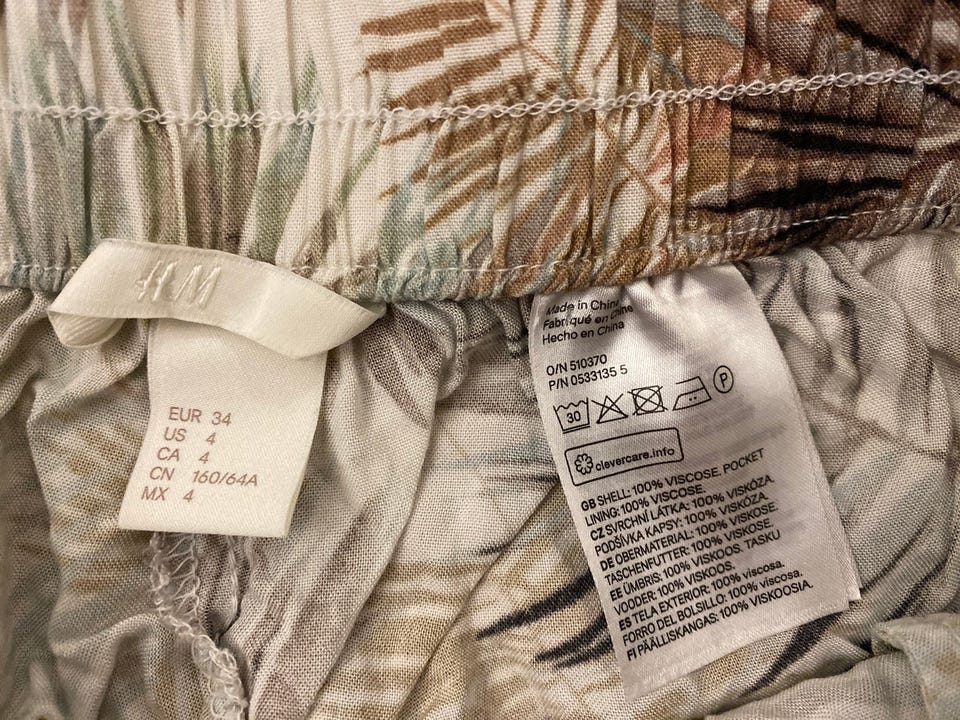 H&M
EUR 34
US 4
CA 4
CN 160/64A
MX 4
Made in China
Fabriqué en Chine
Hecho en China
O/N 510370
P/N 0533135 5
30
P
clevercare.info
GB SHELL: 100% VISCOSE. POCKET
LINING: 100% VISCOSE.
CZ SVRCHNÍ LÁTKA: 100% VISKÓZA.
PODŠÍVKA KAPSY: 100% VISKÓZA.
DE OBERMATERIAL: 100% VISKOSE.
TASCHENFUTTER: 100% VISKOSE.
EE ÜMBRIS: 100% VISKOOS. TASKU
VOODER: 100% VISKOOS.
ES TELA EXTERIOR: 100% viscosa.
FORRO DEL BOLSILLO: 100% viscosa.
FI PÄÄLLISKANGAS: 100% VISKOOSIA.